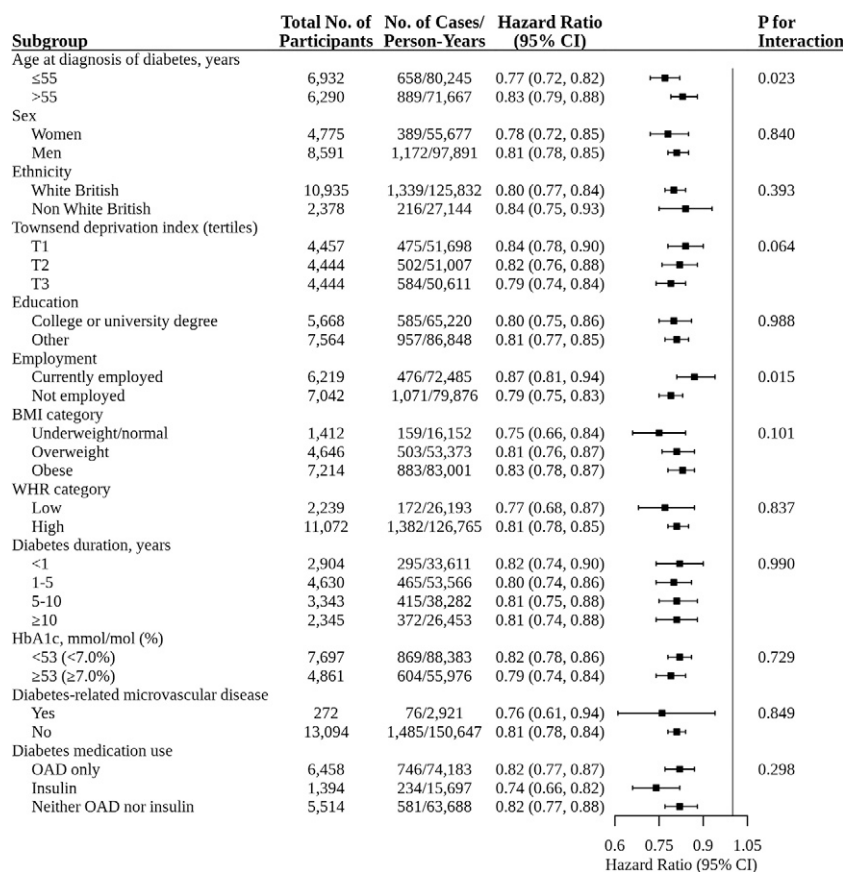 Total No. of No. of Cases/ Hazard Ratio P for
Subgroup Participants Person-Years (95% CI) Interaction
Age at diagnosis of diabetes, years
≤55 6,932 658/80,245 0.77 (0.72, 0.82) 0.023
>55 6,290 889/71,667 0.83 (0.79, 0.88)
Sex
Women 4,775 389/55,677 0.78 (0.72, 0.85) 0.840
Men 8,591 1,172/97,891 0.81 (0.78, 0.85)
Ethnicity
White British 10,935 1,339/125,832 0.80 (0.77, 0.84) 0.393
Non White British 2,378 216/27,144 0.84 (0.75, 0.93)
Townsend deprivation index (tertiles)
T1 4,457 475/51,698 0.84 (0.78, 0.90) 0.064
T2 4,444 502/51,007 0.82 (0.76, 0.88)
T3 4,444 584/50,611 0.79 (0.74, 0.84)
Education
College or university degree 5,668 585/65,220 0.80 (0.75, 0.86) 0.988
Other 7,564 957/86,848 0.81 (0.77, 0.85)
Employment
Currently employed 6,219 476/72,485 0.87 (0.81, 0.94) 0.015
Not employed 7,042 1,071/79,876 0.79 (0.75, 0.83)
BMI category
Underweight/normal 1,412 159/16,152 0.75 (0.66, 0.84) 0.101
Overweight 4,646 503/53,373 0.81 (0.76, 0.87)
Obese 7,214 883/83,001 0.83 (0.78, 0.87)
WHR category
Low 2,239 172/26,193 0.77 (0.68, 0.87) 0.837
High 11,072 1,382/126,765 0.81 (0.78, 0.85)
Diabetes duration, years
<1 2,904 295/33,611 0.82 (0.74, 0.90) 0.990
1-5 4,630 465/53,566 0.80 (0.74, 0.86)
5-10 3,343 415/38,282 0.81 (0.75, 0.88)
≥10 2,345 372/26,453 0.81 (0.74, 0.88)
HbA1c, mmol/mol (%)
<53 (<7.0%) 7,697 869/88,383 0.82 (0.78, 0.86) 0.729
≥53 (≥7.0%) 4,861 604/55,976 0.79 (0.74, 0.84)
Diabetes-related microvascular disease
Yes 272 76/2,921 0.76 (0.61, 0.94) 0.849
No 13,094 1,485/150,647 0.81 (0.78, 0.84)
Diabetes medication use
OAD only 6,458 746/74,183 0.82 (0.77, 0.87) 0.298
Insulin 1,394 234/15,697 0.74 (0.66, 0.82)
Neither OAD nor insulin 5,514 581/63,688 0.82 (0.77, 0.88)
0.6 0.75 0.9 1.05
Hazard Ratio (95% CI)